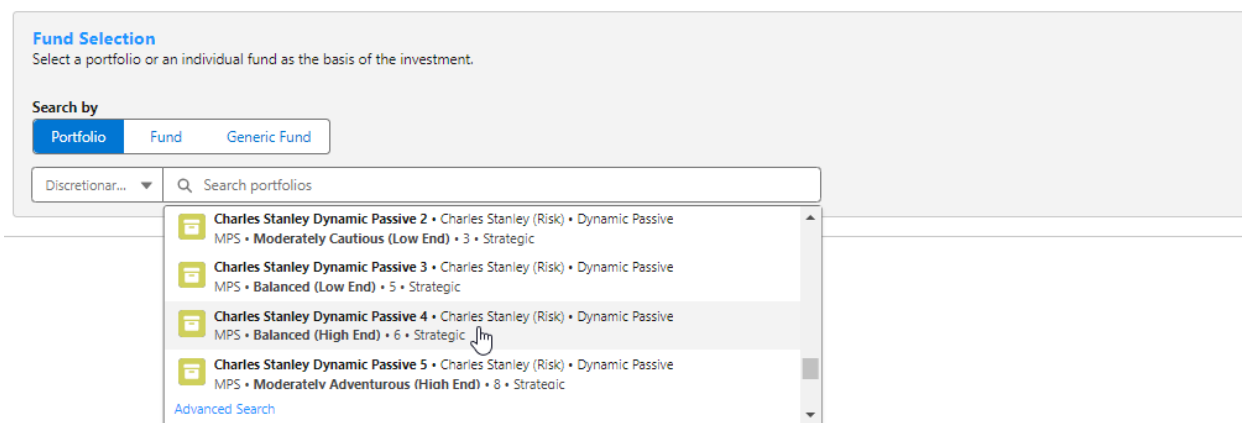 Fund Selection
Select a portfolio or an individual fund as the basis of the investment.
Search by
Portfolio Fund Generic Fund
Discretionar... Search portfolios
Charles Stanley Dynamic Passive 2 • Charles Stanley (Risk) • Dynamic Passive
MPS • Moderately Cautious (Low End) • 3 • Strategic
Charles Stanley Dynamic Passive 3 • Charles Stanley (Risk) • Dynamic Passive
MPS • Balanced (Low End) • 5 • Strategic
Charles Stanley Dynamic Passive 4 • Charles Stanley (Risk) • Dynamic Passive
MPS • Balanced (High End) • 6 • Strategic
Charles Stanley Dynamic Passive 5 • Charles Stanley (Risk) • Dynamic Passive
MPS • Moderately Adventurous (High End) • 8 • Strategic
Advanced Search